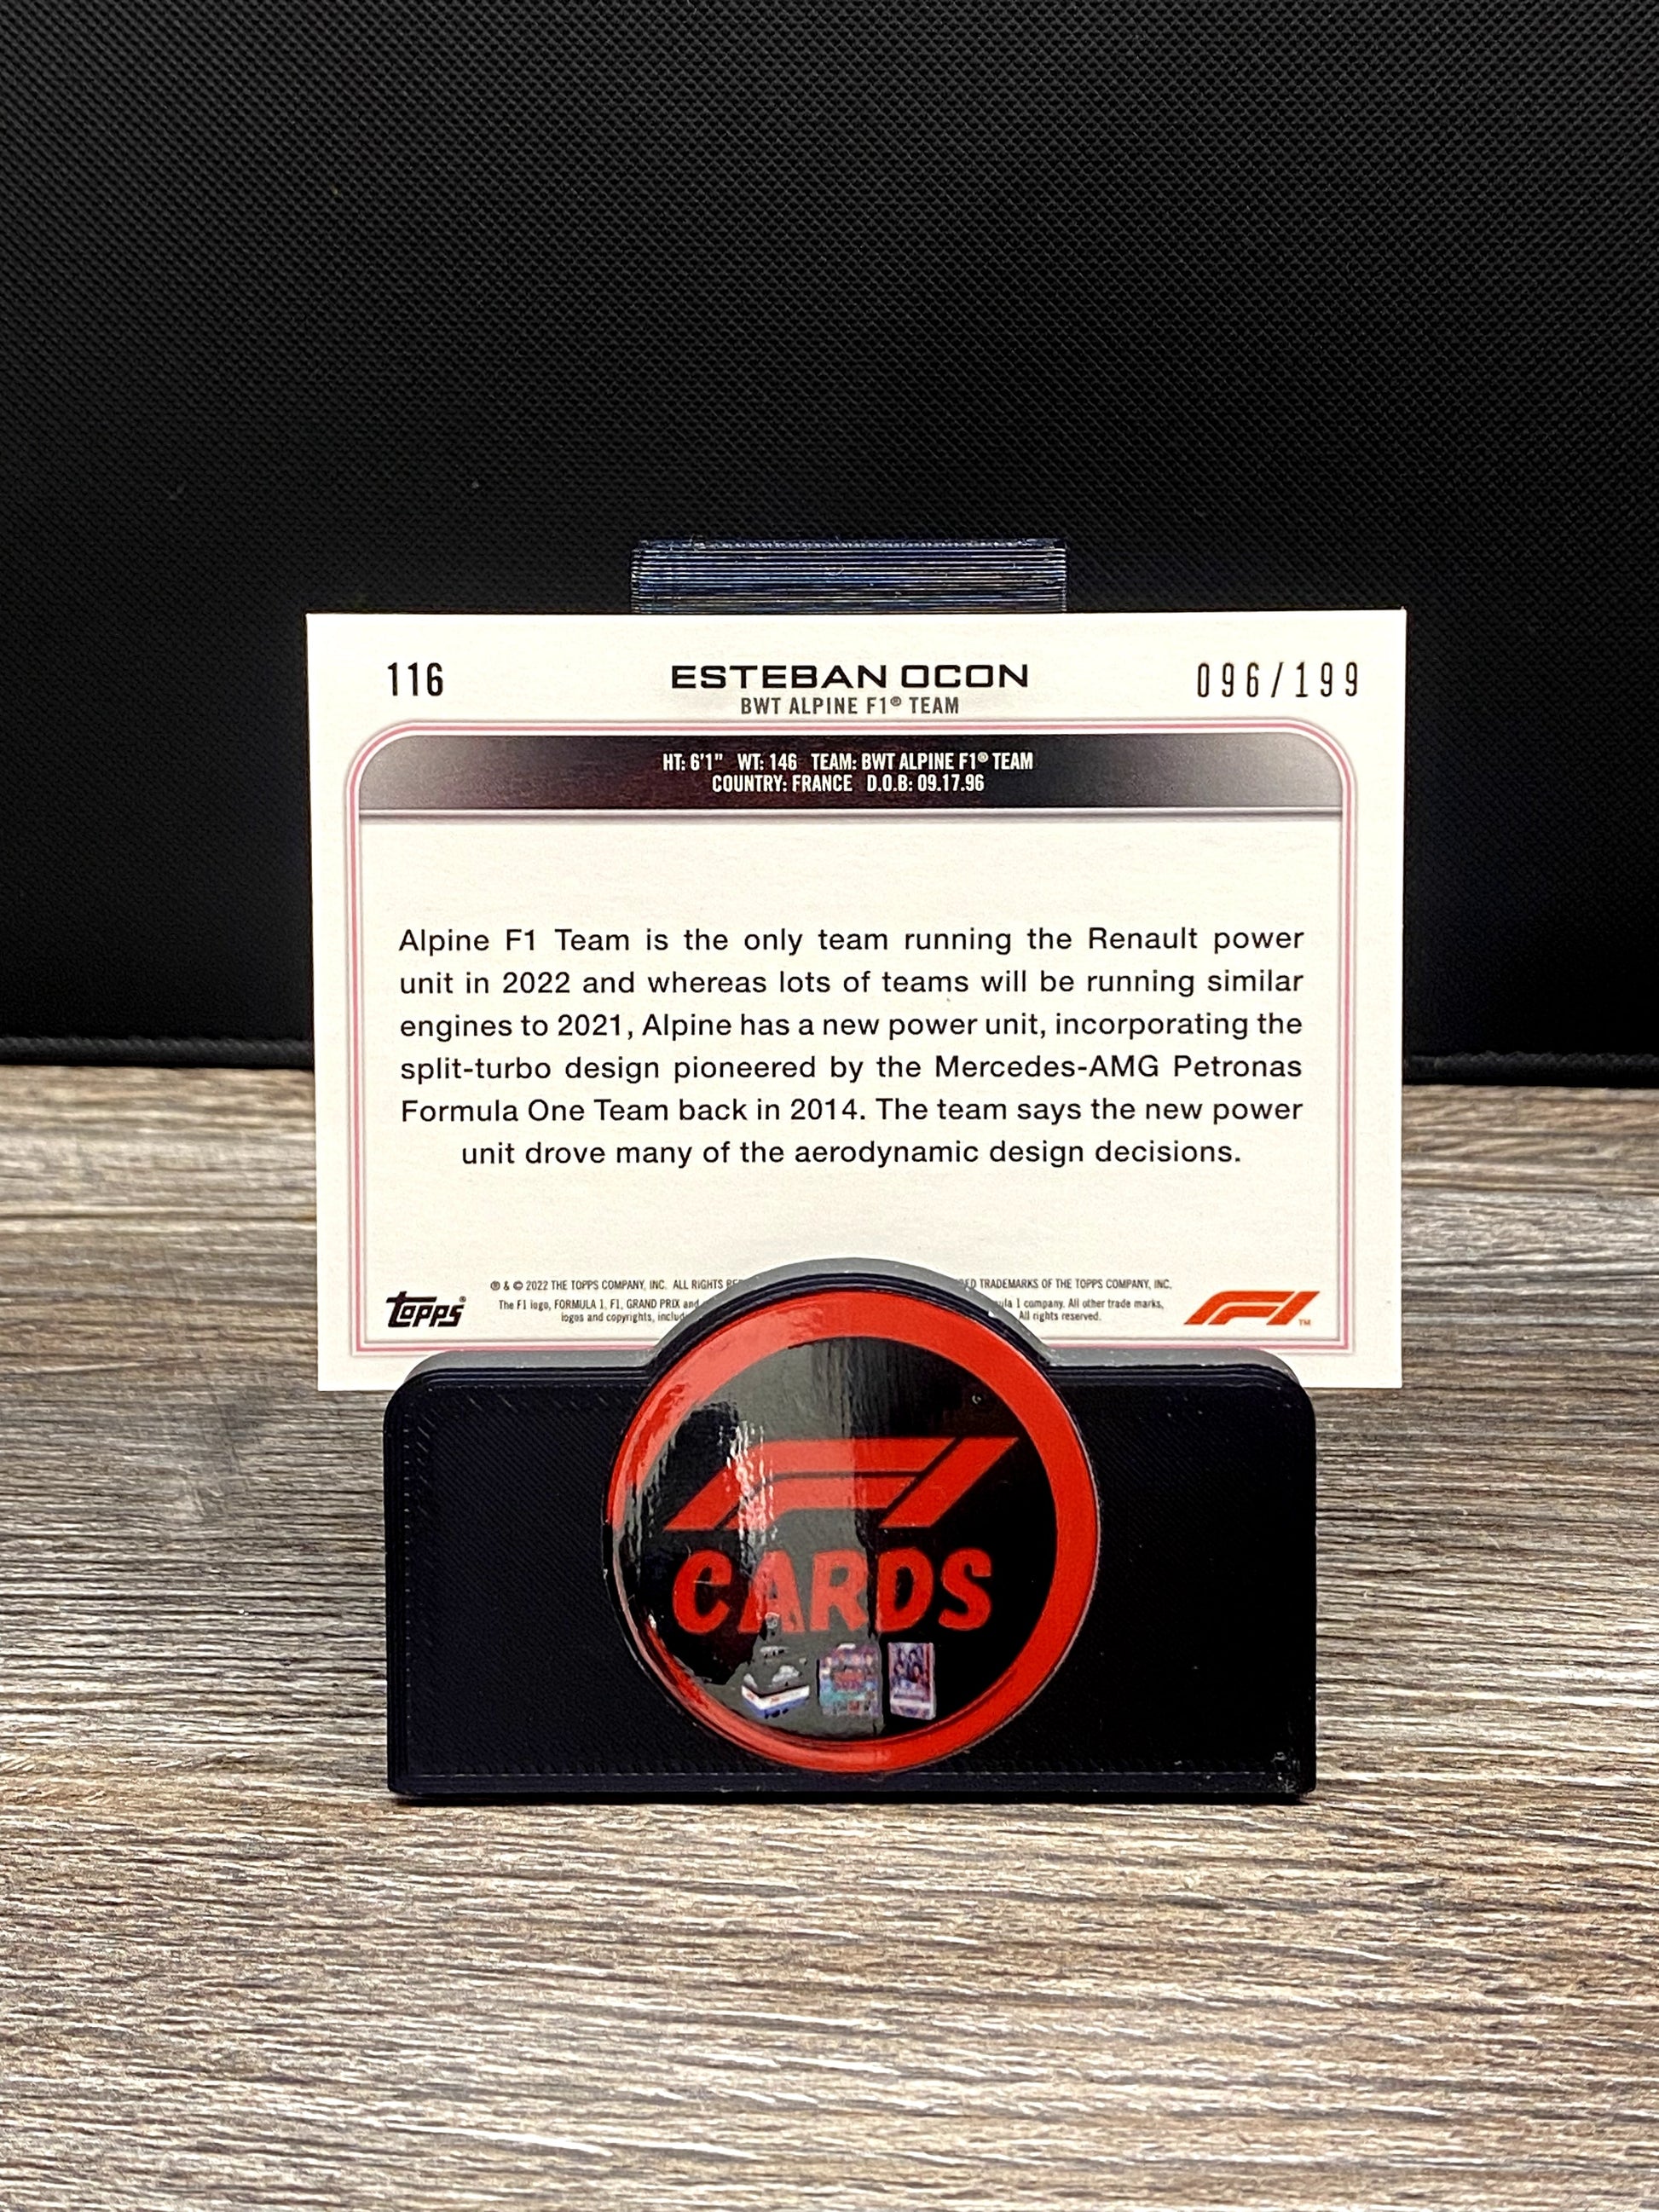 116
ESTEBAN OCON
096/199
BWT ALPINE F1® TEAM
HT: 6'1" WT: 146 TEAM: BWT ALPINE F1® TEAM
COUNTRY: FRANCE D.O.B: 09.17.96
Alpine F1 Team is the only team running the Renault power
unit in 2022 and whereas lots of teams will be running similar
engines to 2021, Alpine has a new power unit, incorporating the
split-turbo design pioneered by the Mercedes-AMG Petronas
Formula One Team back in 2014. The team says the new power
unit drove many of the aerodynamic design decisions.
® & © 2022 THE TOPPS COMPANY, INC. ALL RIGHTS TRADEMARKS OF THE TOPPS COMPANY, INC.
The F1 logo, FORMULA 1, F1, GRAND PRIX and 1 company. All other trade marks,
logos and copyrights, All rights reserved.
Topps®
F1™
F1
CARDS